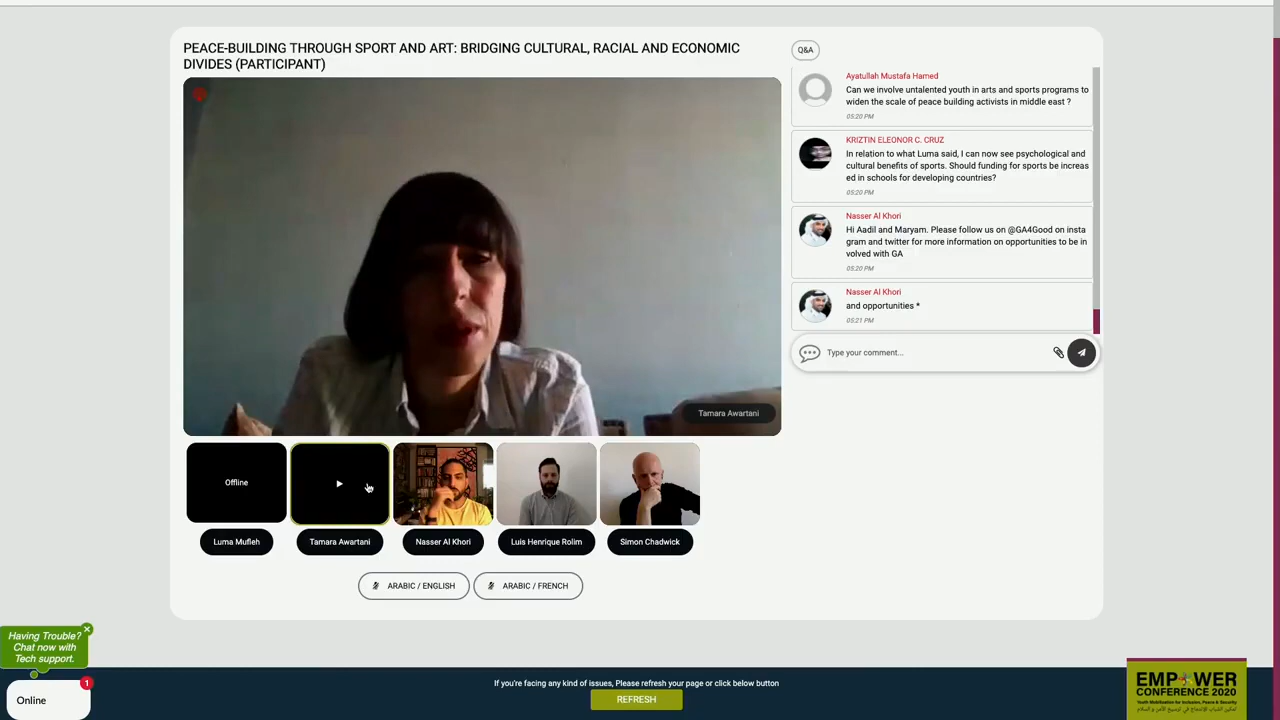 PEACE-BUILDING THROUGH SPORT AND ART: BRIDGING CULTURAL, RACIAL AND ECONOMIC
DIVIDES (PARTICIPANT)
Tamara Awartani
Offline
Luma Mufleh
Tamara Awartani
Nasser Al Khori
Luis Henrique Rolim
Simon Chadwick
ARABIC / ENGLISH
ARABIC / FRENCH
Q&A
Ayatullah Mustafa Hamed
Can we involve untalented youth in arts and sports programs to
widen the scale of peace building activists in middle east ?
05:20 PM
KRIZTIN ELEONOR C. CRUZ
In relation to what Luma said, I can now see psychological and
cultural benefits of sports. Should funding for sports be increas
ed in schools for developing countries?
05:20 PM
Nasser Al Khori
Hi Aadil and Maryam. Please follow us on @GA4Good on insta
gram and twitter for more information on opportunities to be in
volved with GA
05:20 PM
Nasser Al Khori
and opportunities *
05:21 PM
Type your comment...
Having Trouble?
Chat now with
Tech support.
Online
1
If you're facing any kind of issues, Please refresh your page or click below button
REFRESH
EMPOWER
CONFERENCE 2020
Youth Mobilisation for Inclusion, Peace & Security